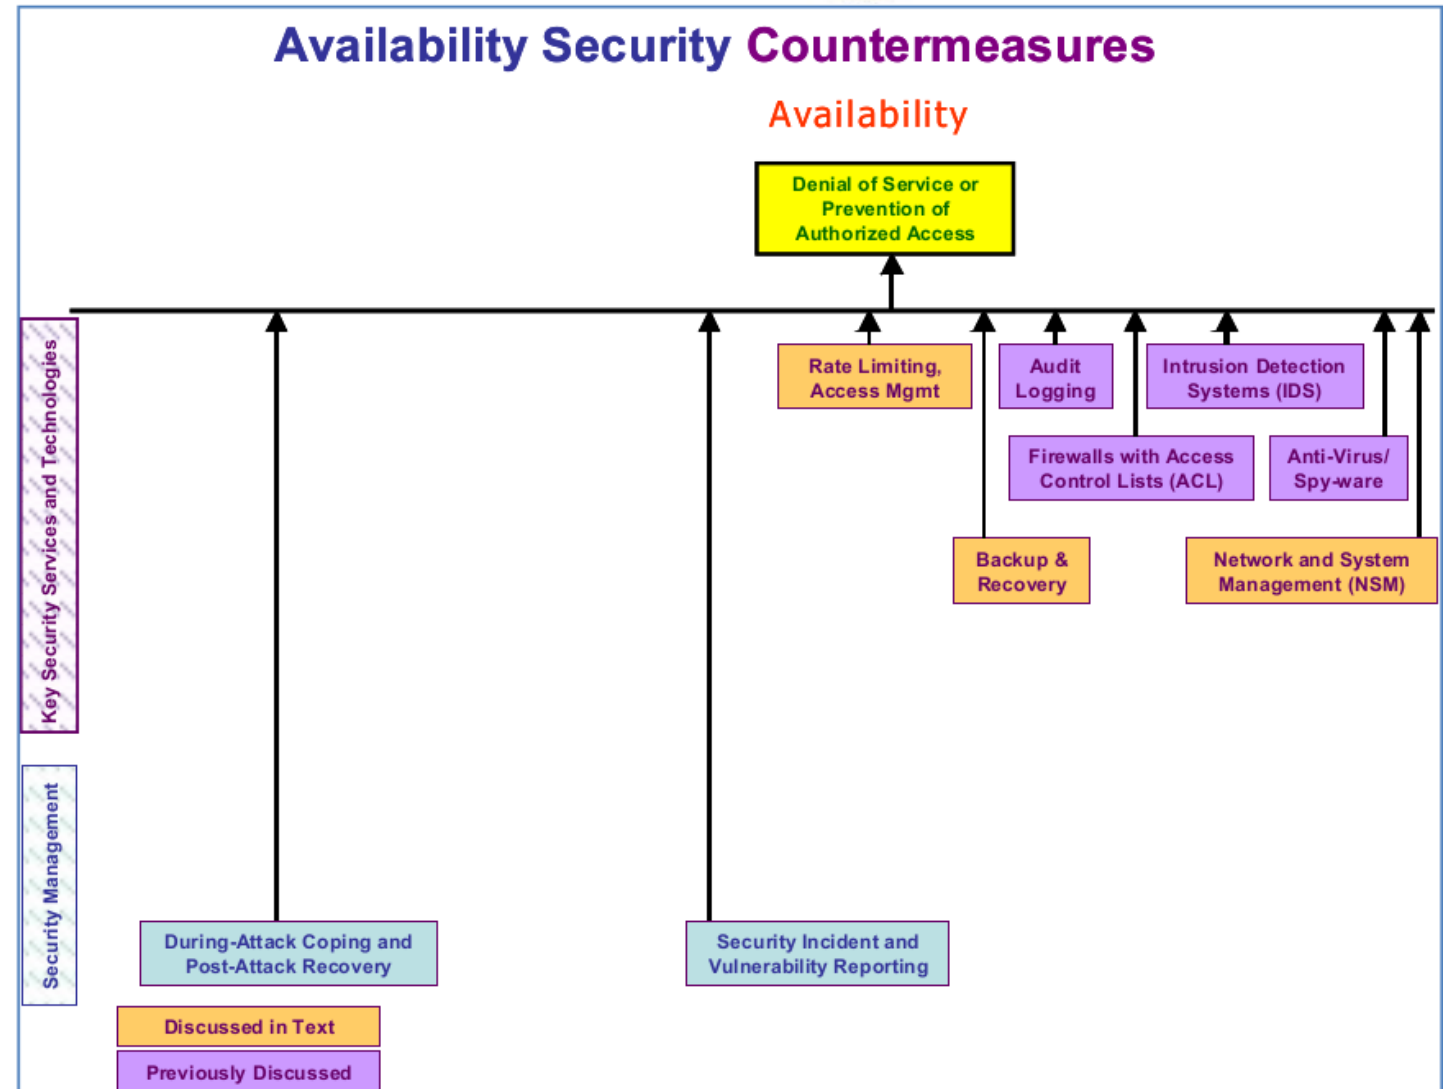 Availability Security Countermeasures
Availability
Denial of Service or
Prevention of
Authorized Access
Key Security Services and Technologies
Rate Limiting,
Access Mgmt
Audit
Logging
Intrusion Detection
Systems (IDS)
Firewalls with Access
Control Lists (ACL)
Anti-Virus/
Spy-ware
Backup &
Recovery
Network and System
Management (NSM)
Security Management
During-Attack Coping and
Post-Attack Recovery
Security Incident and
Vulnerability Reporting
Discussed in Text
Previously Discussed